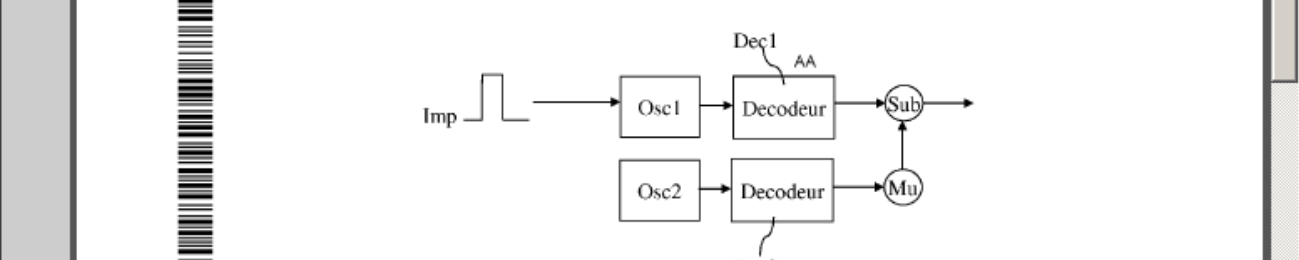 Dec1
AA
Imp
Osc1
Decodeur
Sub
Osc2
Decodeur
Mu